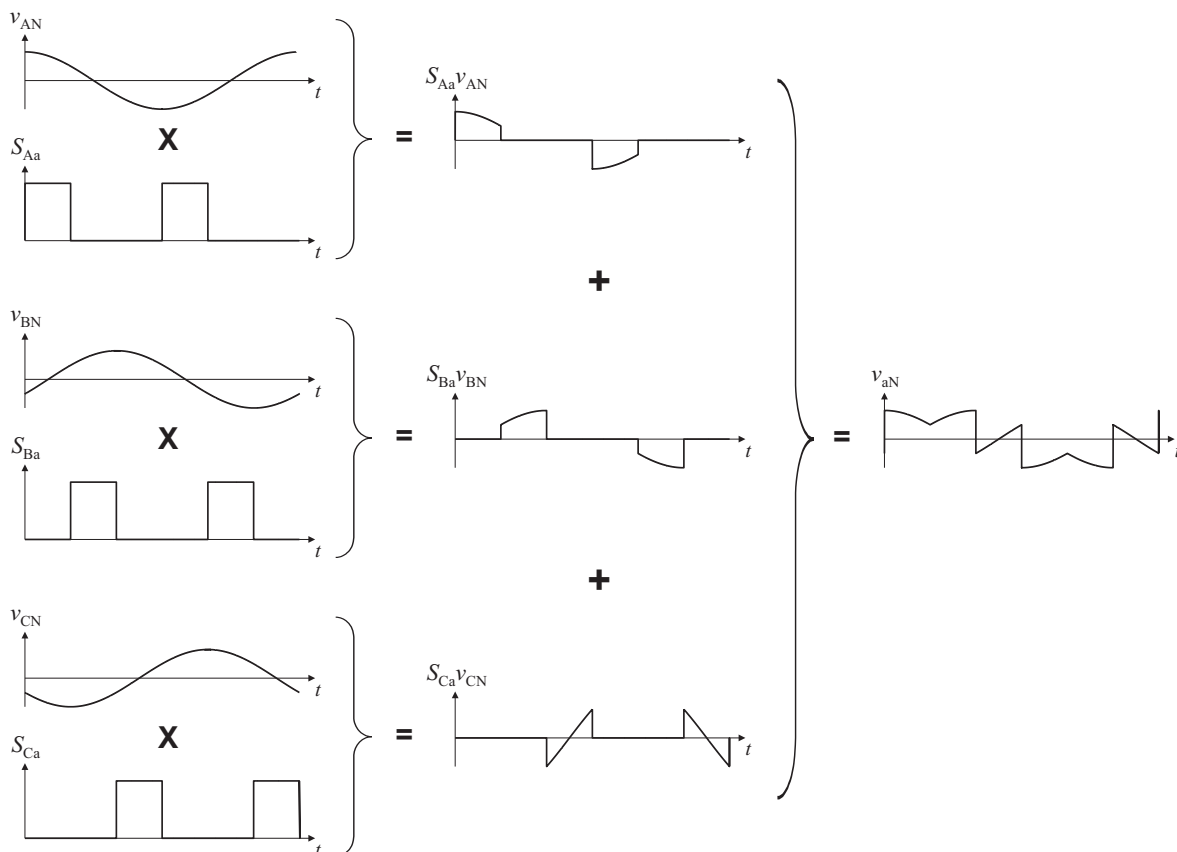 v_AN
t
X
S_Aa
t
=
S_Aa v_AN
t
+
v_BN
t
X
S_Ba
t
=
S_Ba v_BN
t
=
v_aN
t
+
v_CN
t
X
S_Ca
t
=
S_Ca v_CN
t